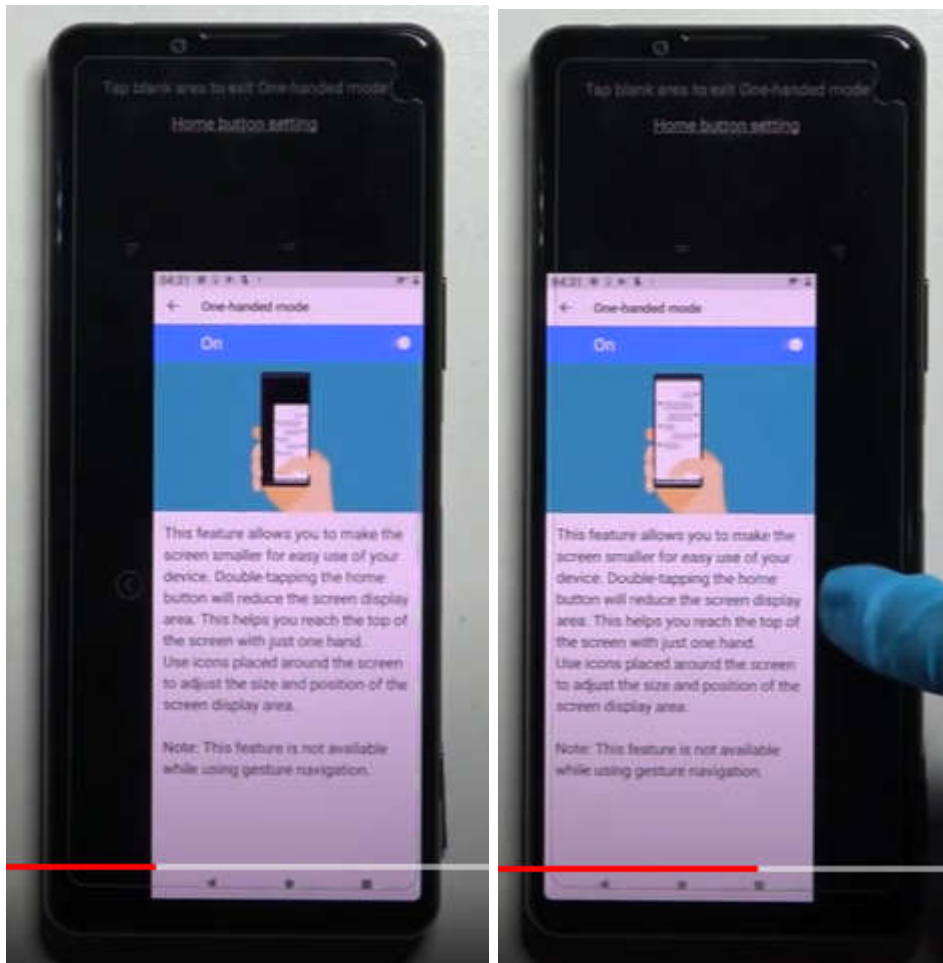 Tap blank area to exit One-handed mode
Home button setting
04:31
One-handed mode
On
This feature allows you to make the
screen smaller for easy use of your
device. Double-tapping the home
button will reduce the screen display
area. This helps you reach the top of
the screen with just one hand.
Use icons placed around the screen
to adjust the size and position of the
screen display area.
Note: This feature is not available
while using gesture navigation.
Tap blank area to exit One-handed mode
Home button setting
04:31
One-handed mode
On
This feature allows you to make the
screen smaller for easy use of your
device. Double-tapping the home
button will reduce the screen display
area. This helps you reach the top of
the screen with just one hand.
Use icons placed around the screen
to adjust the size and position of the
screen display area.
Note: This feature is not available
while using gesture navigation.